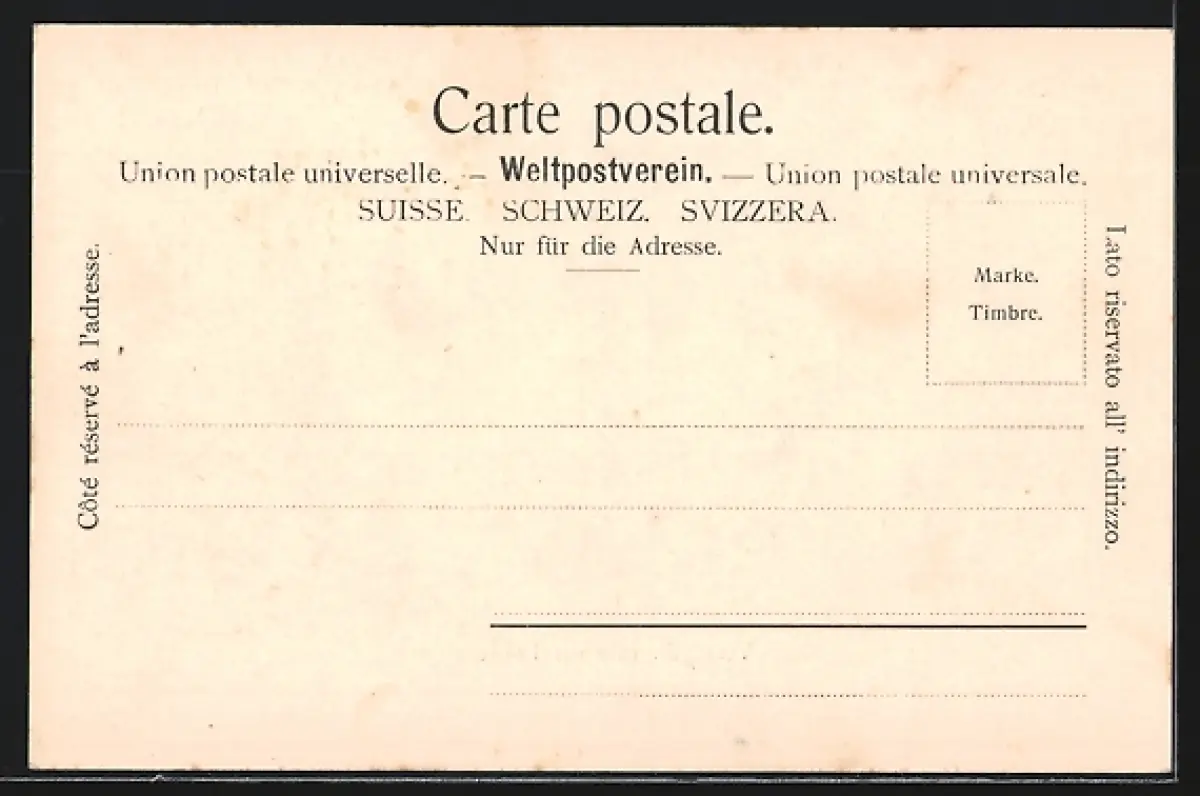 Carte postale.
Union postale universelle. — Weltpostverein. — Union postale universale.
SUISSE. SCHWEIZ. SVIZZERA.
Nur für die Adresse.
Marke.
Timbre.
Côté réservé à l'adresse.
Lato riservato all' indirizzo.